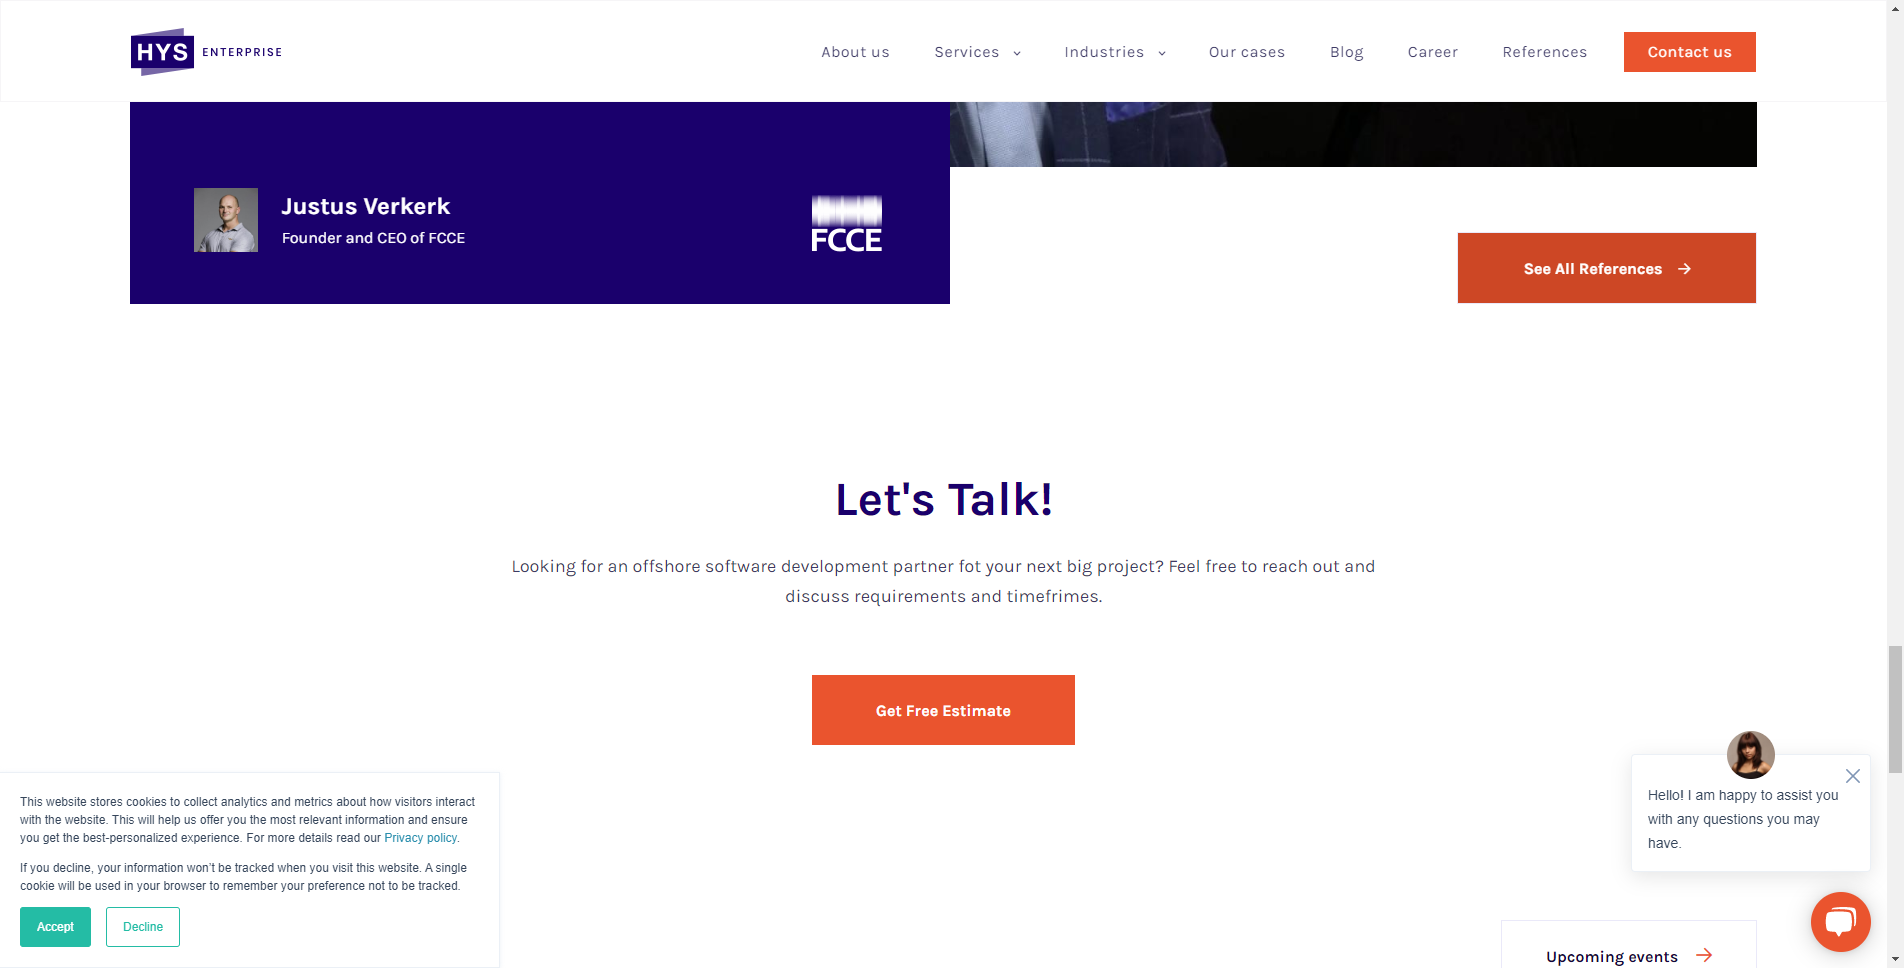 HYS ENTERPRISE
About us Services Industries Our cases Blog Career References Contact us
Justus Verkerk
Founder and CEO of FCCE
FCCE
See All References
Let's Talk!
Looking for an offshore software development partner fot your next big project? Feel free to reach out and
discuss requirements and timefrimes.
Get Free Estimate
This website stores cookies to collect analytics and metrics about how visitors interact
with the website. This will help us offer you the most relevant information and ensure
you get the best-personalized experience. For more details read our Privacy policy.
If you decline, your information won't be tracked when you visit this website. A single
cookie will be used in your browser to remember your preference not to be tracked.
Accept Decline
Hello! I am happy to assist you
with any questions you may
have.
Upcoming events